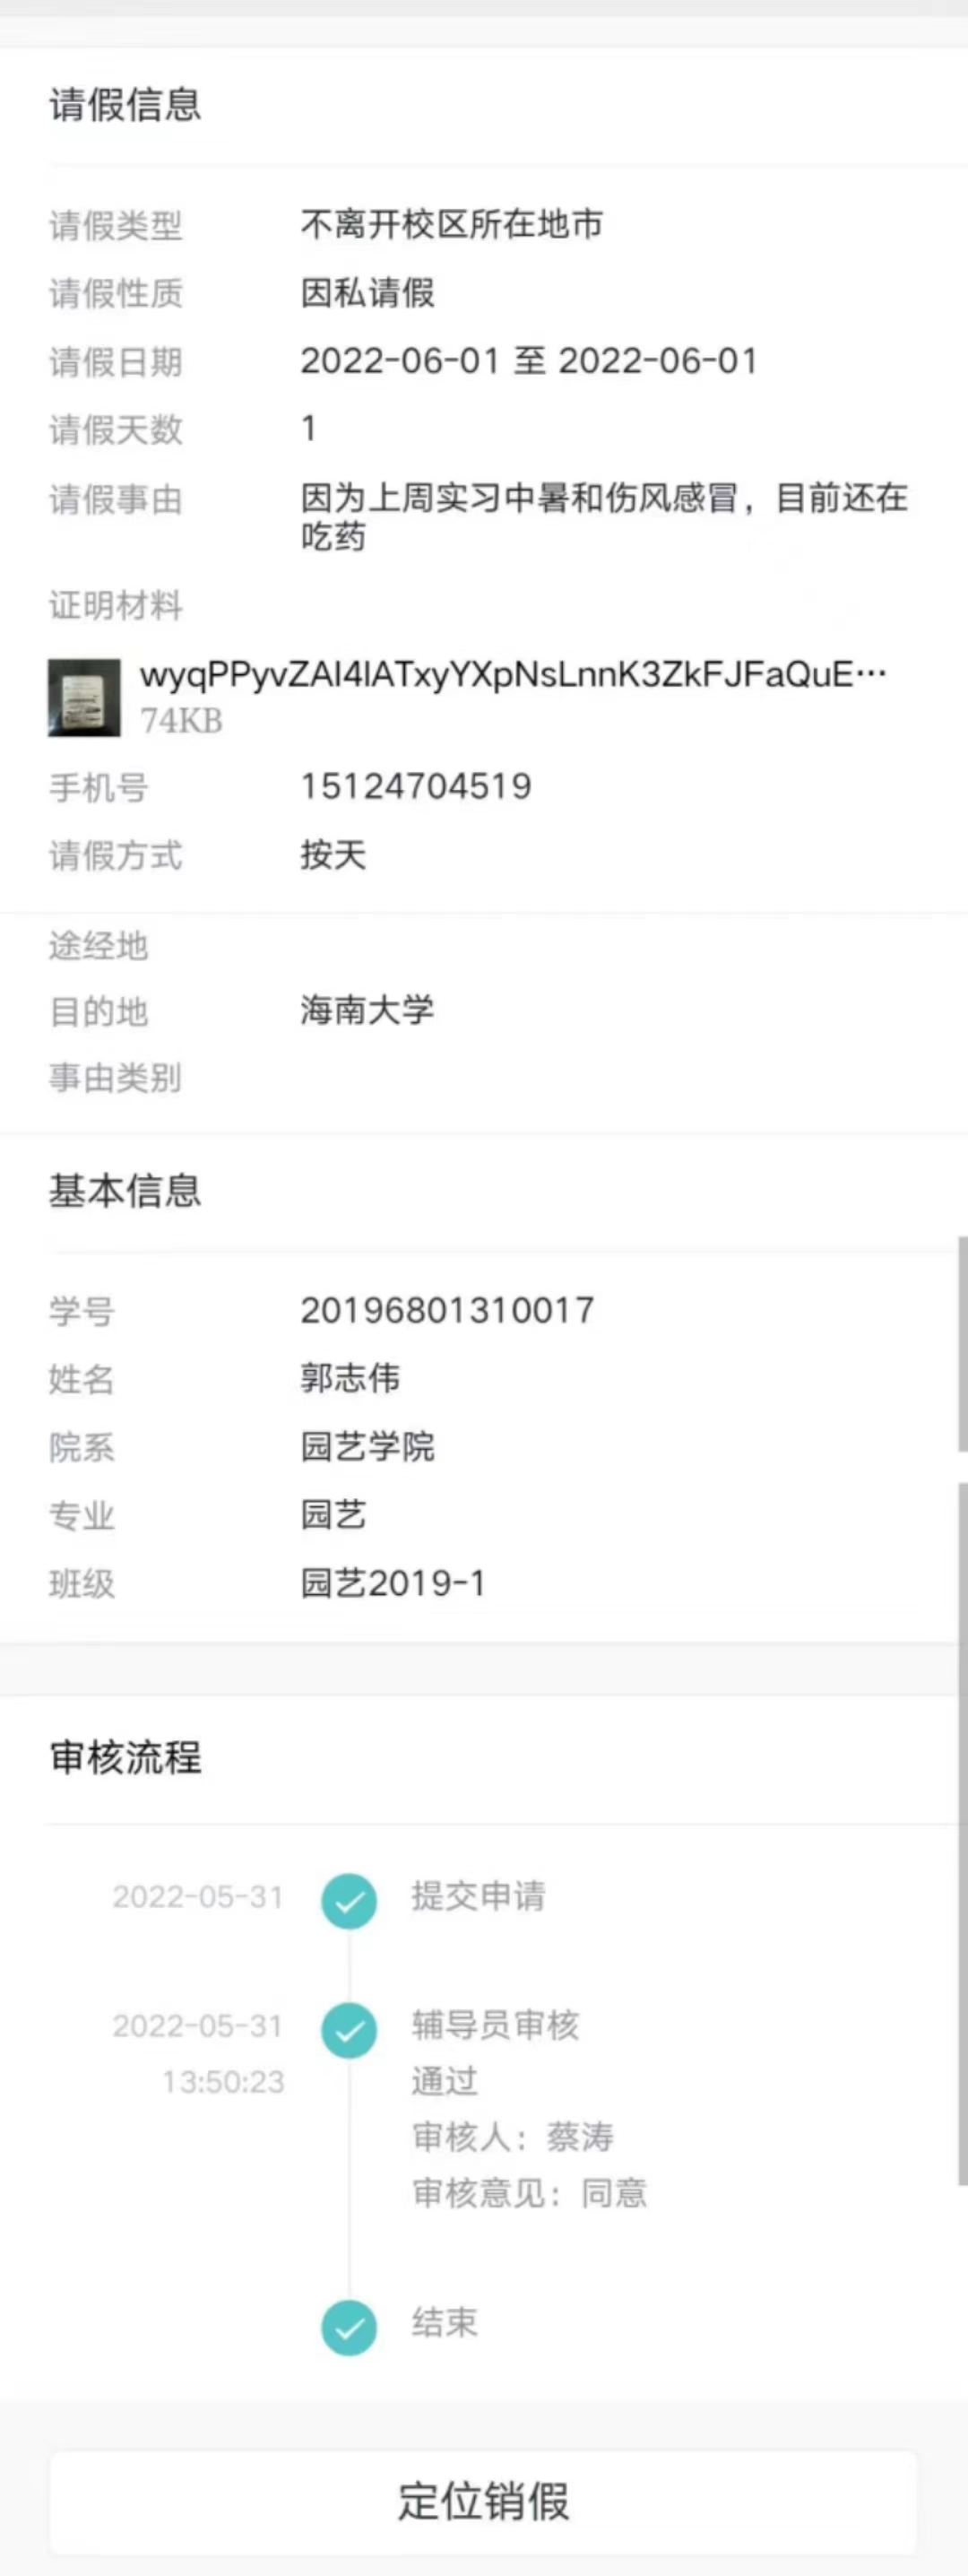 请假信息
请假类型 不离开校区所在地市
请假性质 因私请假
请假日期 2022-06-01 至 2022-06-01
请假天数 1
请假事由 因为上周实习中暑和伤风感冒，目前还在
吃药
证明材料
wyqPPyvZAI4lATxyYXpNsLnnK3ZkFJFaQuE…
74KB
手机号 15124704519
请假方式 按天
途经地
目的地 海南大学
事由类别
基本信息
学号 20196801310017
姓名 郭志伟
院系 园艺学院
专业 园艺
班级 园艺2019-1
审核流程
2022-05-31 提交申请
2022-05-31 辅导员审核
13:50:23 通过
审核人：蔡涛
审核意见：同意
结束
定位销假